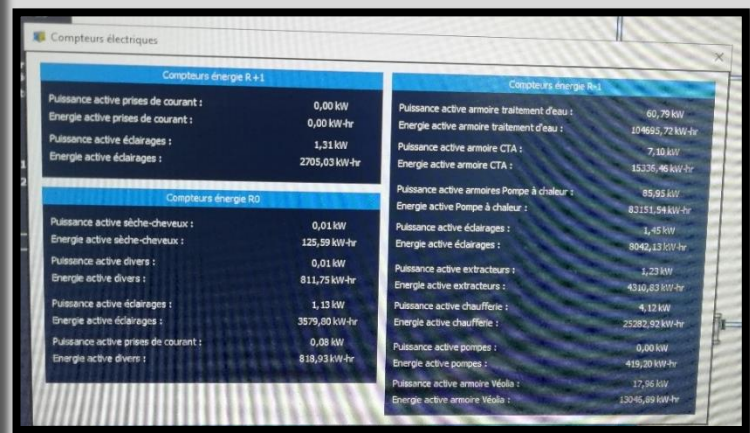 Compteurs électriques
Compteurs énergie R+1
Puissance active prises de courant : 0,00 kW
Energie active prises de courant : 0,00 kW-hr
Puissance active éclairages : 1,31 kW
Energie active éclairages : 2705,03 kW-hr
Compteurs énergie R0
Puissance active sèche-cheveux : 0,01 kW
Energie active sèche-cheveux : 125,59 kW-hr
Puissance active divers : 0,01 kW
Energie active divers : 811,75 kW-hr
Puissance active éclairages : 1,13 kW
Energie active éclairages : 3579,80 kW-hr
Puissance active prises de courant : 0,08 kW
Energie active divers : 818,93 kW-hr
Compteurs énergie R-1
Puissance active armoire traitement d'eau : 60,79 kW
Energie active armoire traitement d'eau : 104695,72 kW-hr
Puissance active armoire CTA : 7,10 kW
Energie active armoire CTA : 15336,46 kW-hr
Puissance active armoires Pompe à chaleur : 85,95 kW
Energie active Pompe à chaleur : 83151,54 kW-hr
Puissance active éclairages : 1,45 kW
Energie active éclairages : 8042,13 kW-hr
Puissance active extracteurs : 1,23 kW
Energie active extracteurs : 4310,83 kW-hr
Puissance active chaufferie : 4,12 kW
Energie active chaufferie : 25282,92 kW-hr
Puissance active pompes : 0,00 kW
Energie active pompes : 419,20 kW-hr
Puissance active armoire Véolia : 17,96 kW
Energie active armoire Véolia : 13045,89 kW-hr